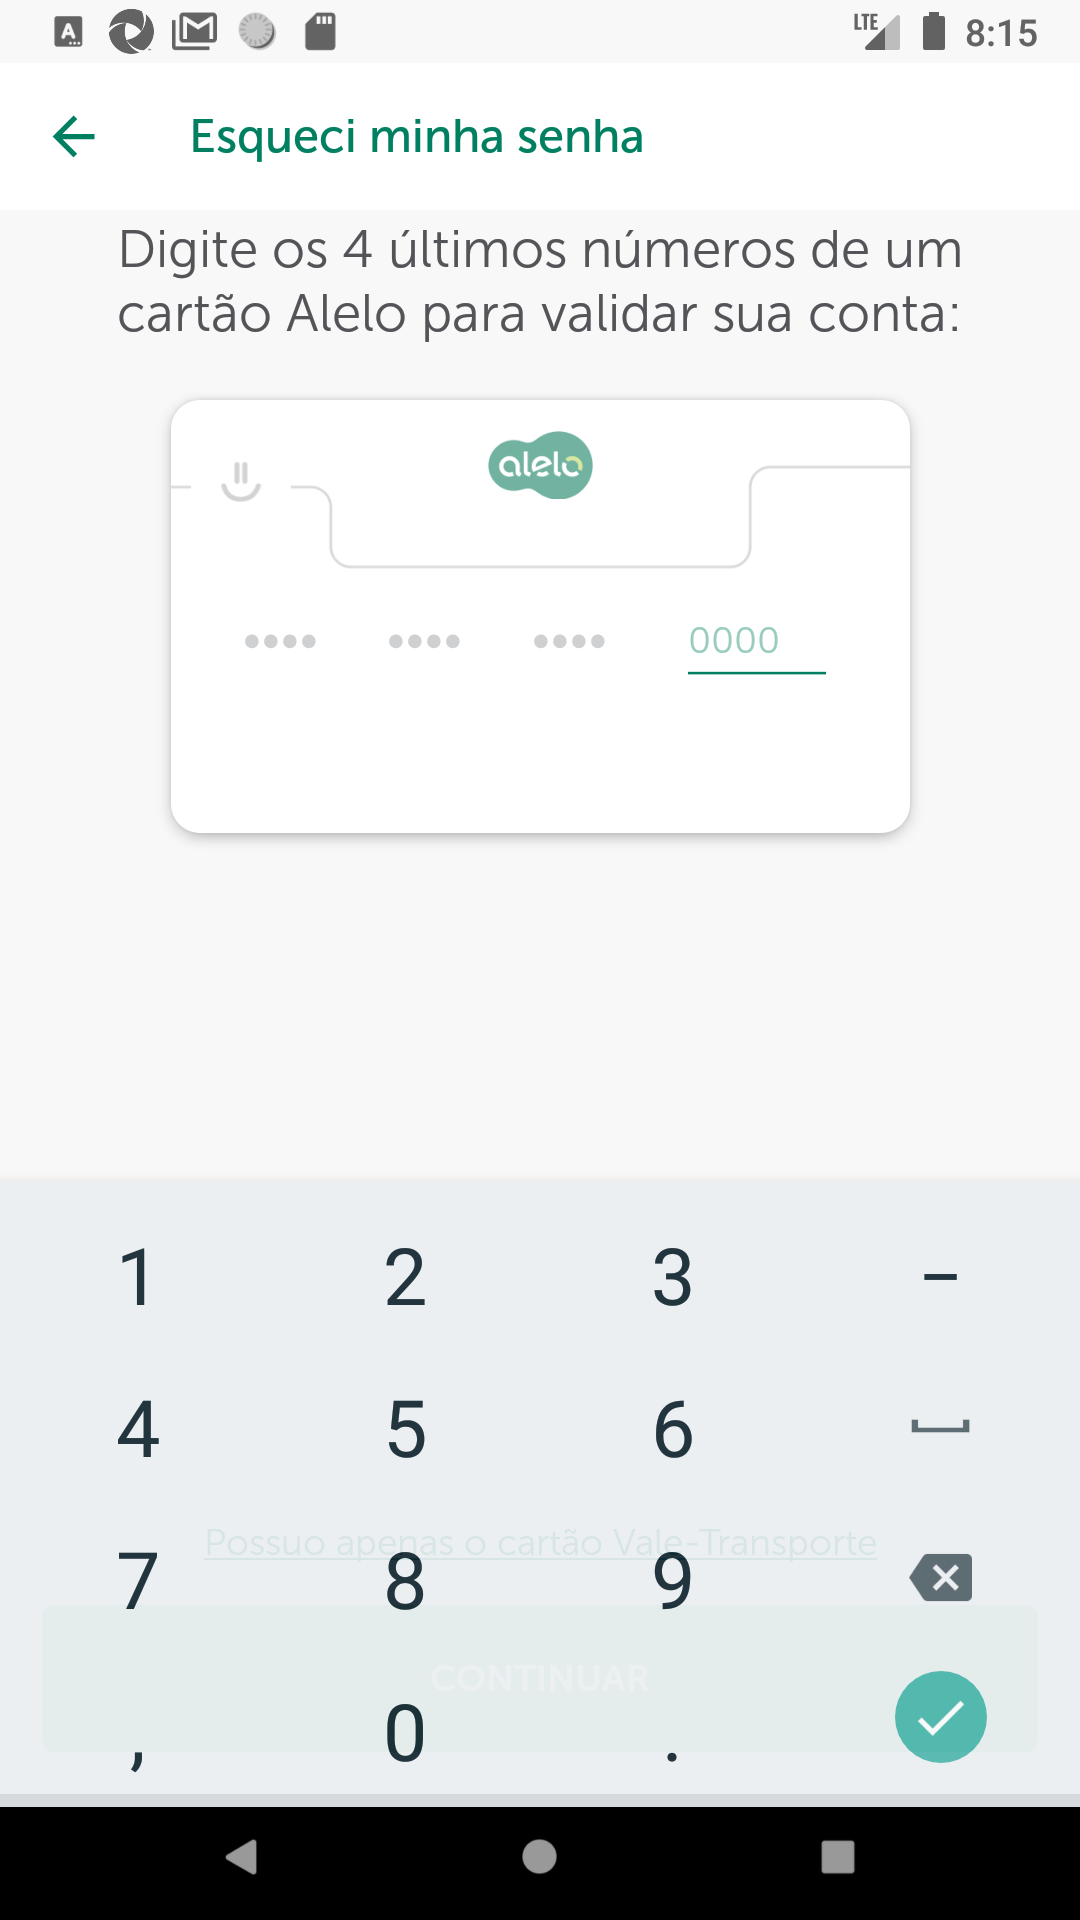 A
LTE
8:15
Esqueci minha senha
Digite os 4 últimos números de um
cartão Alelo para validar sua conta:
alelo
•••• •••• •••• 0000
1 2 3 –
4 5 6
Possuo apenas o cartão Vale-Transporte
7 8 9
CONTINUAR
, 0 .